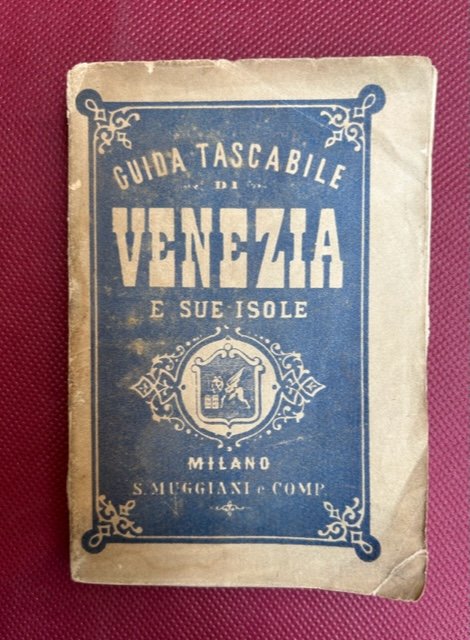 GUIDA TASCABILE
DI
VENEZIA
E SUE ISOLE
MILANO
S. MUGGIANI e COMP